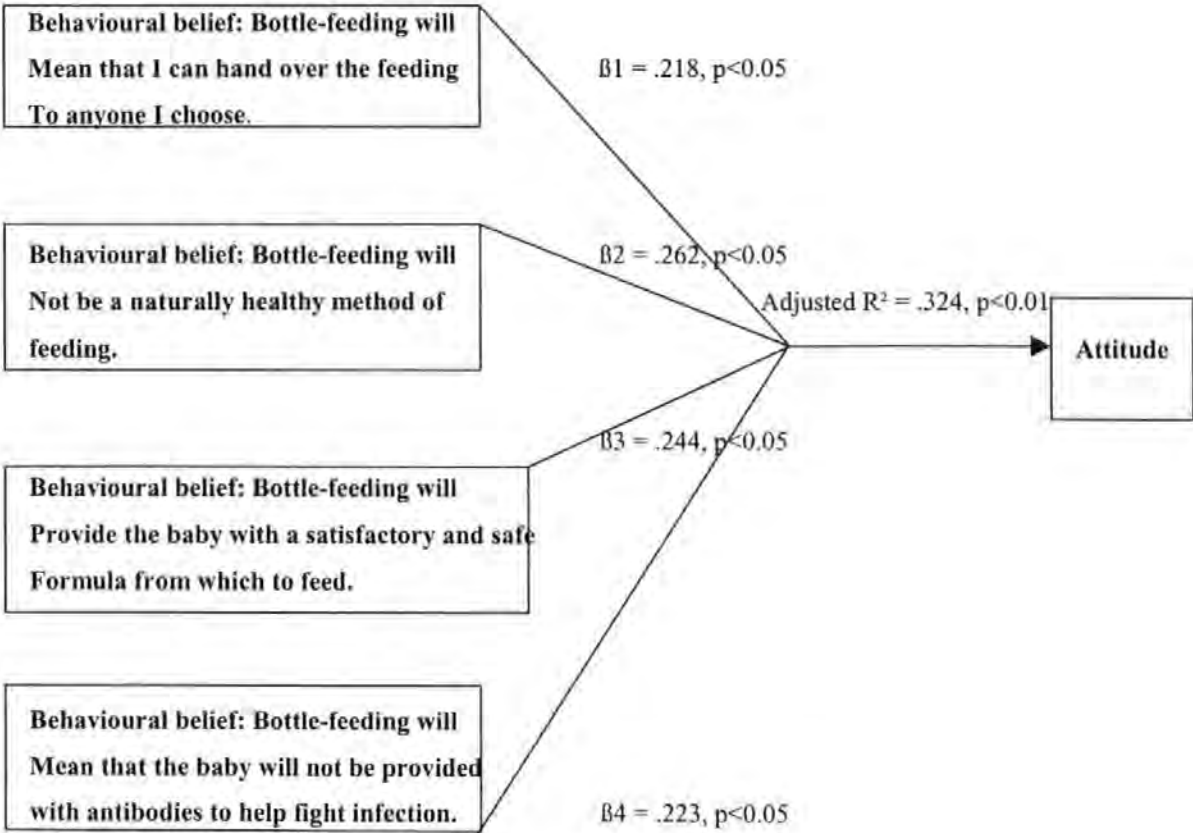 Behavioural belief: Bottle-feeding will
Mean that I can hand over the feeding
To anyone I choose.
ß1 = .218, p<0.05
Behavioural belief: Bottle-feeding will
Not be a naturally healthy method of
feeding.
ß2 = .262, p<0.05
Adjusted R² = .324, p<0.01
Attitude
ß3 = .244, p<0.05
Behavioural belief: Bottle-feeding will
Provide the baby with a satisfactory and safe
Formula from which to feed.
Behavioural belief: Bottle-feeding will
Mean that the baby will not be provided
with antibodies to help fight infection.
ß4 = .223, p<0.05